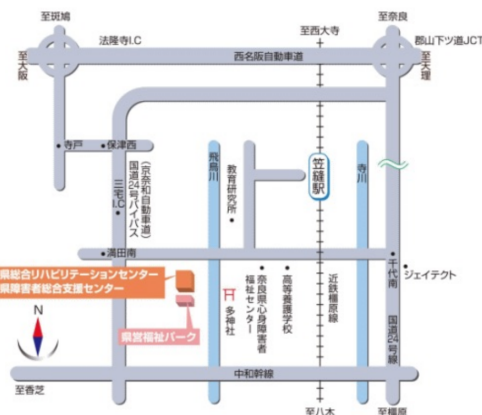 至斑鳩
至西大寺
至奈良
法隆寺I.C
郡山下ツ道JCT
至大阪
西名阪自動車道
至天理
寺戸
保津西
(京奈和自動車道)
国道24号バイパス
三宅I.C
飛鳥川
教育研究所
笠縫駅
寺川
満田南
千代南
ジェイテクト
県総合リハビリテーションセンター
県障害者総合支援センター
県営福祉パーク
多神社
奈良県心身障害者
福祉センター
高等養護学校
近鉄橿原線
国道24号線
N
中和幹線
至香芝
至八木
至橿原